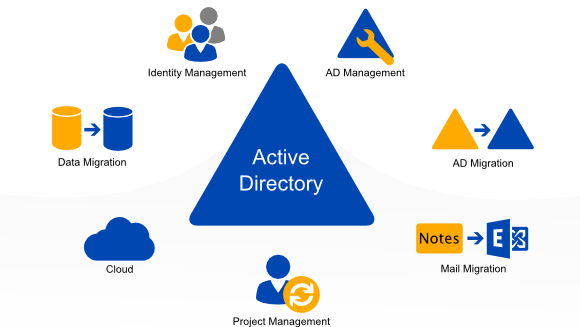 Identity Management
AD Management
Active
Directory
Data Migration
AD Migration
Notes
E
Cloud
Mail Migration
Project Management